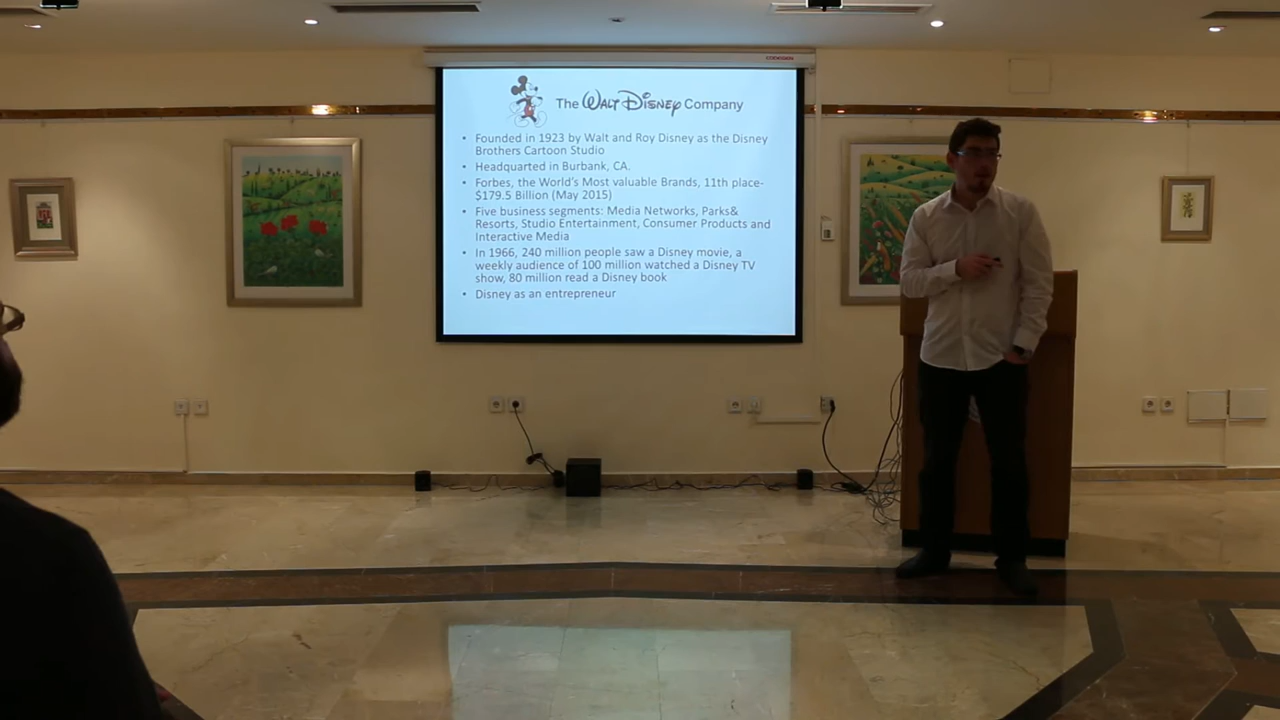 The WALT DISNEY Company
• Founded in 1923 by Walt and Roy Disney as the Disney
Brothers Cartoon Studio
• Headquarted in Burbank, CA.
• Forbes, the World's Most valuable Brands, 11th place-
$179.5 Billion (May 2015)
• Five business segments: Media Networks, Parks&
Resorts, Studio Entertainment, Consumer Products and
Interactive Media
• In 1966, 240 million people saw a Disney movie, a
weekly audience of 100 million watched a Disney TV
show, 80 million read a Disney book
• Disney as an entrepreneur